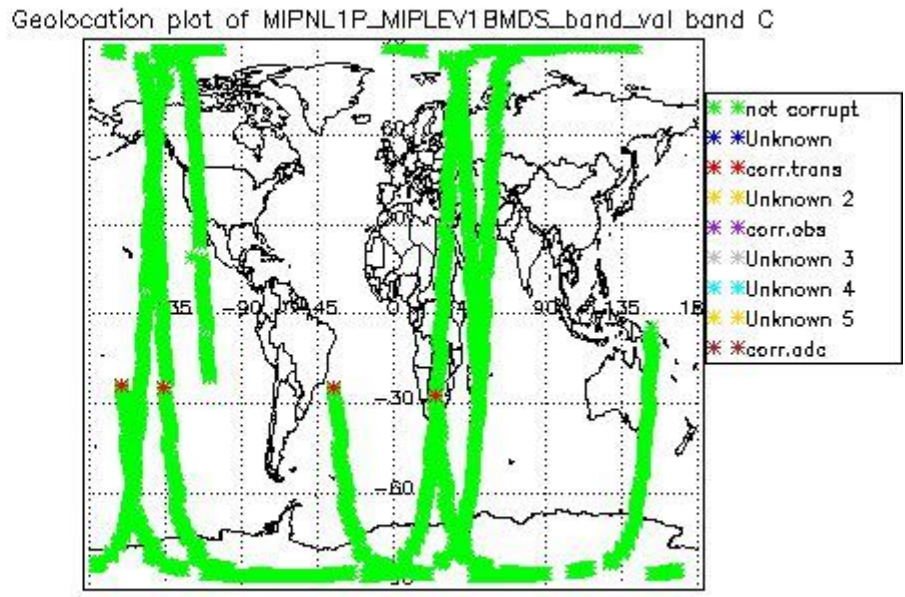 Geolocation plot of MIPNL1P_MIPLEV1BMDS_band_val band C
not corrupt
Unknown
corr.trans
Unknown 2
corr.obs
Unknown 3
Unknown 4
Unknown 5
corr.adc
60
-90
-45
0
90
135
-30
-60